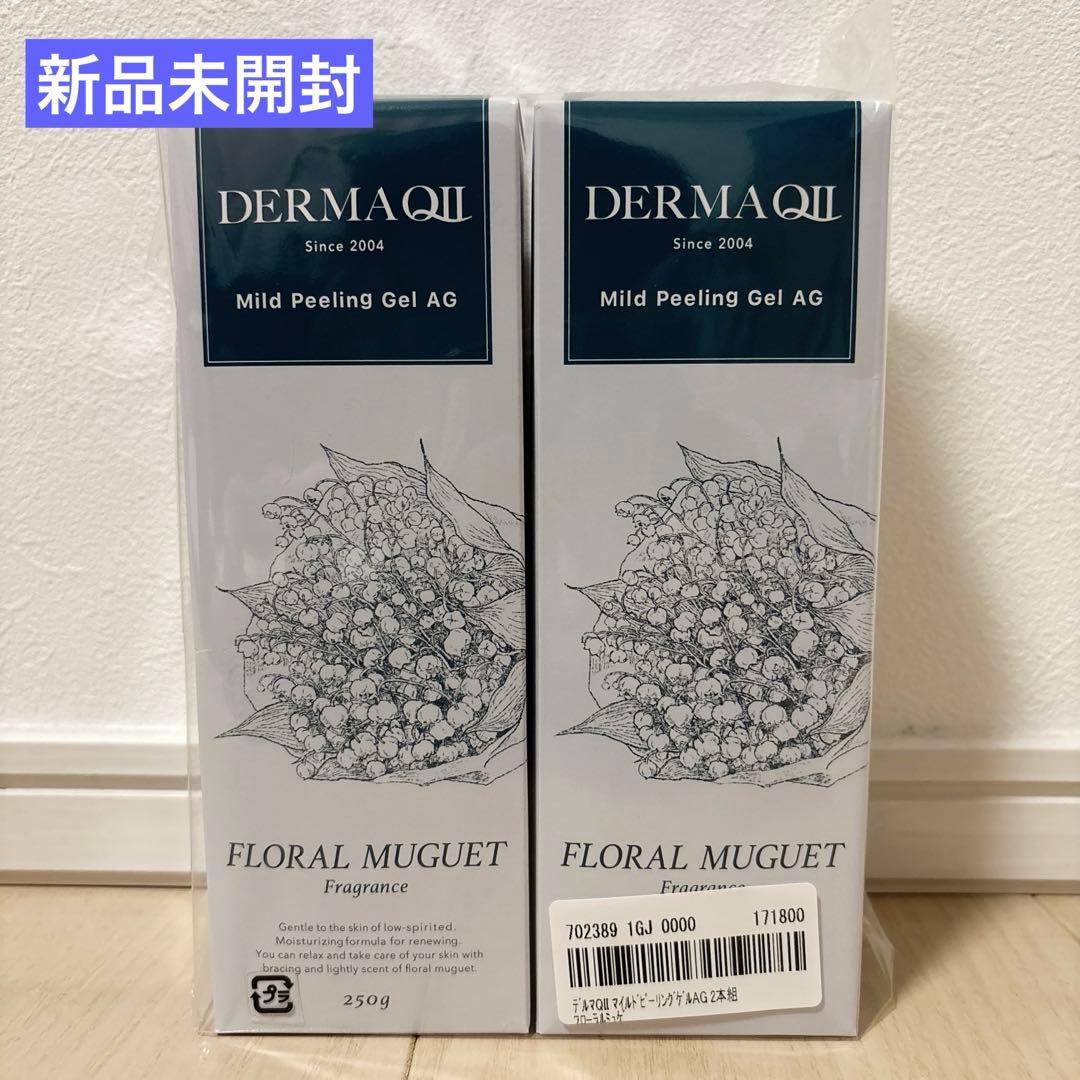 新品未開封
DERMAQII
Since 2004
Mild Peeling Gel AG
FLORAL MUGUET
Fragrance
Gentle to the skin of low-spirited.
Moisturizing formula for renewing.
You can relax and take care of your skin with
bracing and lightly scent of floral muguet.
プラ
250g
DERMAQII
Since 2004
Mild Peeling Gel AG
FLORAL MUGUET
Fragrance
702389 1GJ 0000 171800
ﾃﾞﾙﾏQII ﾏｲﾙﾄﾞﾋﾟｰﾘﾝｸﾞｹﾞﾙAG 2本組
ﾌﾛｰﾗﾙﾐｭｹﾞ